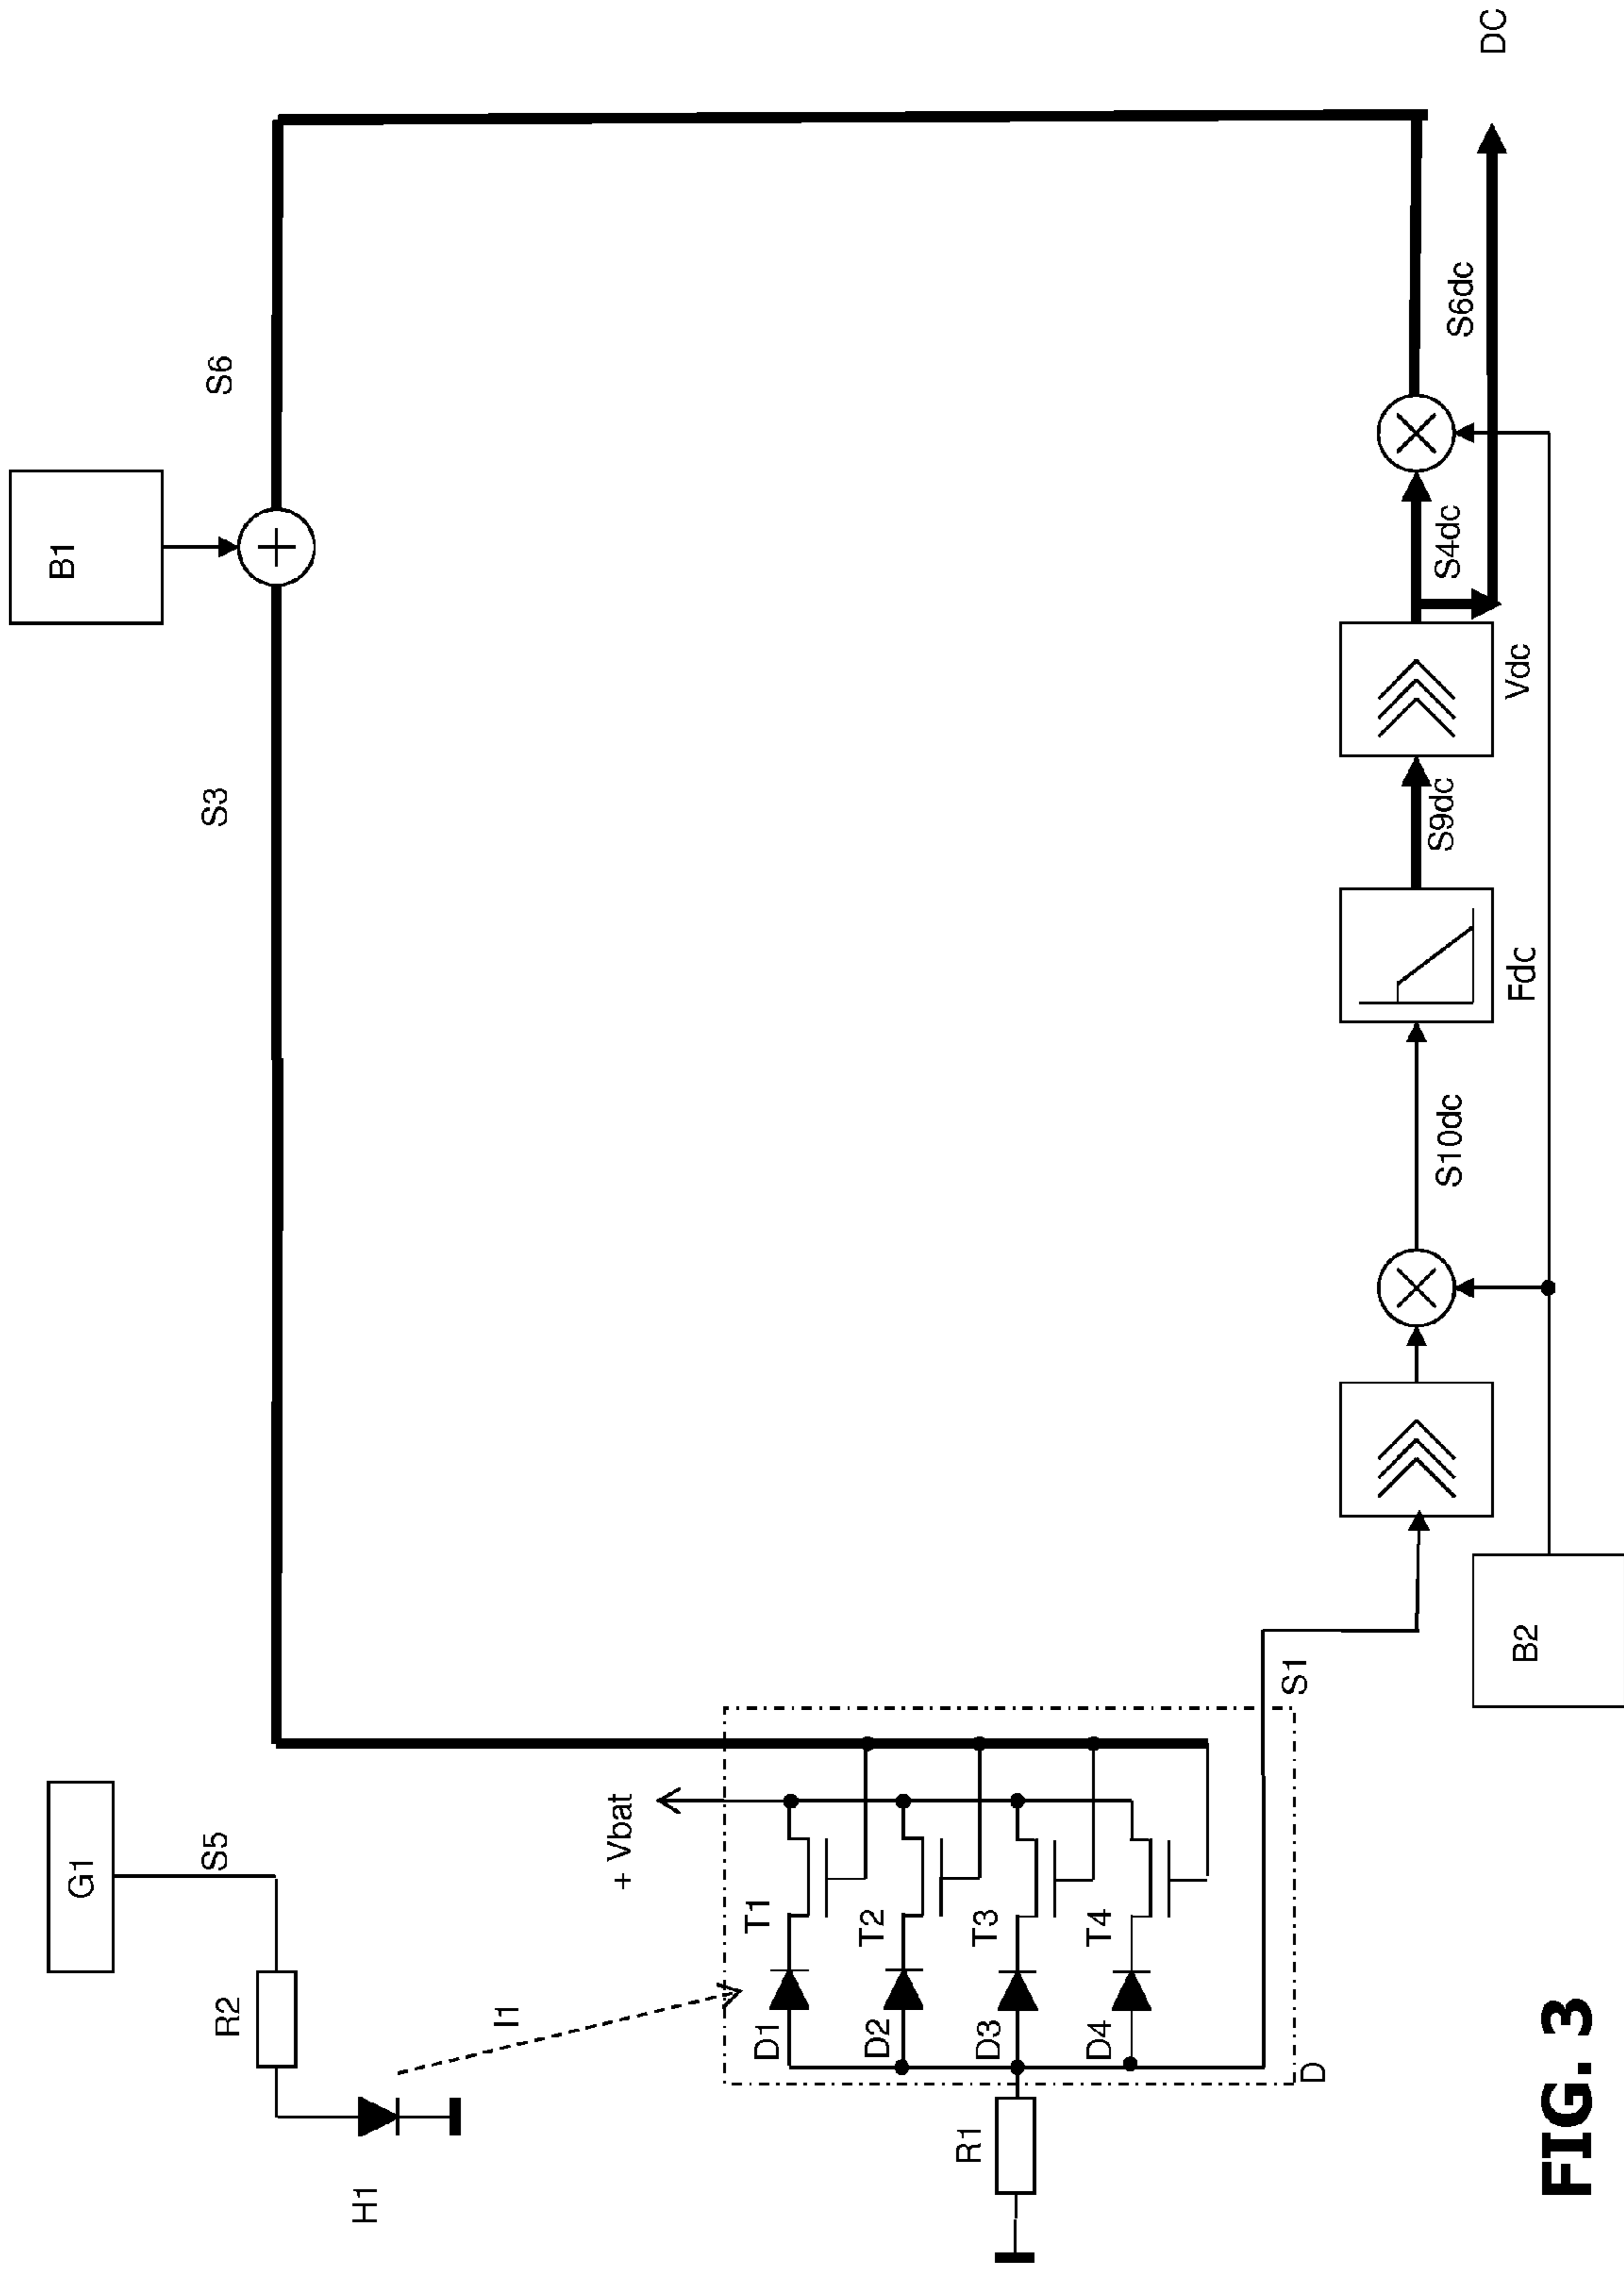 G1
B1
S5
S3
S6
R2
H1
I1
+ Vbat
T1
D1
T2
D2
T3
D3
T4
D4
R1
D
S1
S10dc
S9dc
S4dc
S6dc
DC
Fdc
Vdc
B2
FIG. 3